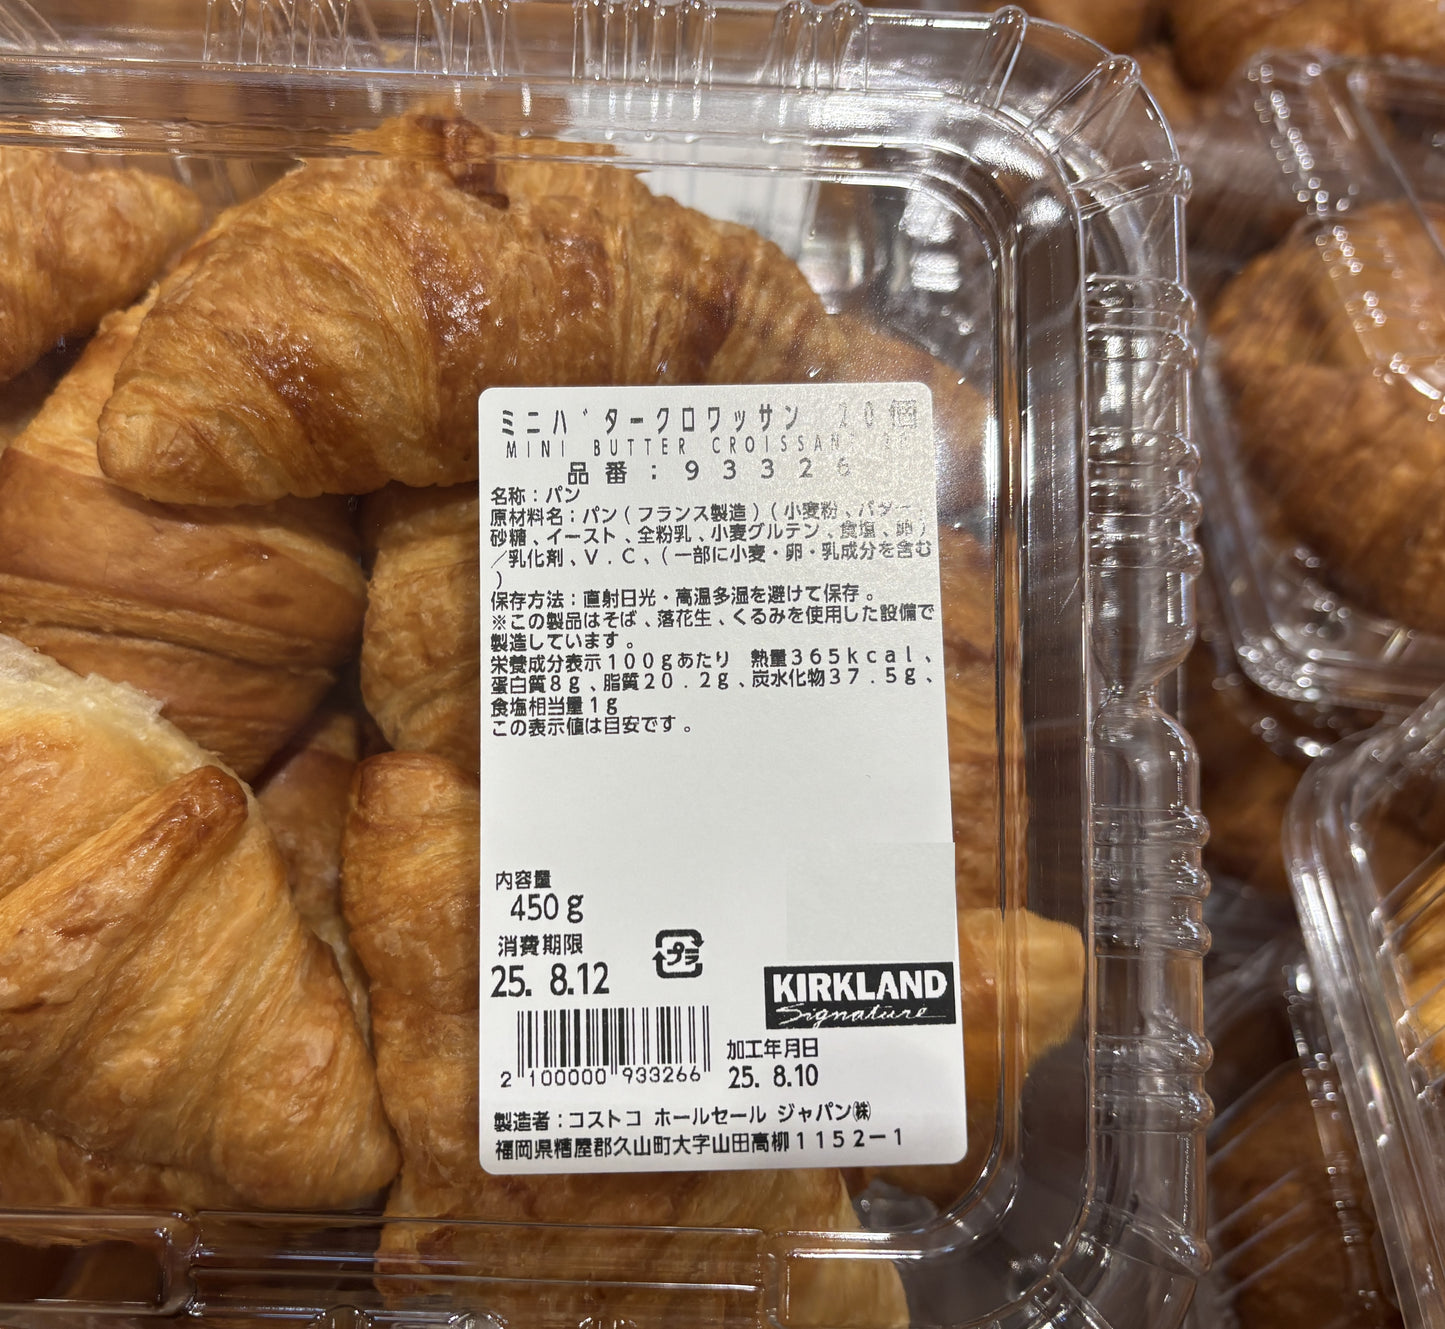 ミニバタークロワッサン 20個
MINI BUTTER CROISSANT 20
品番:93326
名称:パン
原材料名:パン(フランス製造)(小麦粉、バター、
砂糖、イースト、全粉乳、小麦グルテン、食塩、卵)
/乳化剤、V.C、(一部に小麦・卵・乳成分を含む
)
保存方法:直射日光・高温多湿を避けて保存。
※この製品はそば、落花生、くるみを使用した設備で
製造しています。
栄養成分表示100gあたり 熱量365kcal、
蛋白質8g、脂質20.2g、炭水化物37.5g、
食塩相当量1g
この表示値は目安です。
内容量
450g
消費期限
25. 8.12
プラ
KIRKLAND
Signature
2 100000 933266
加工年月日
25. 8.10
製造者:コストコ ホールセール ジャパン㈱
福岡県糟屋郡久山町大字山田高柳1152-1